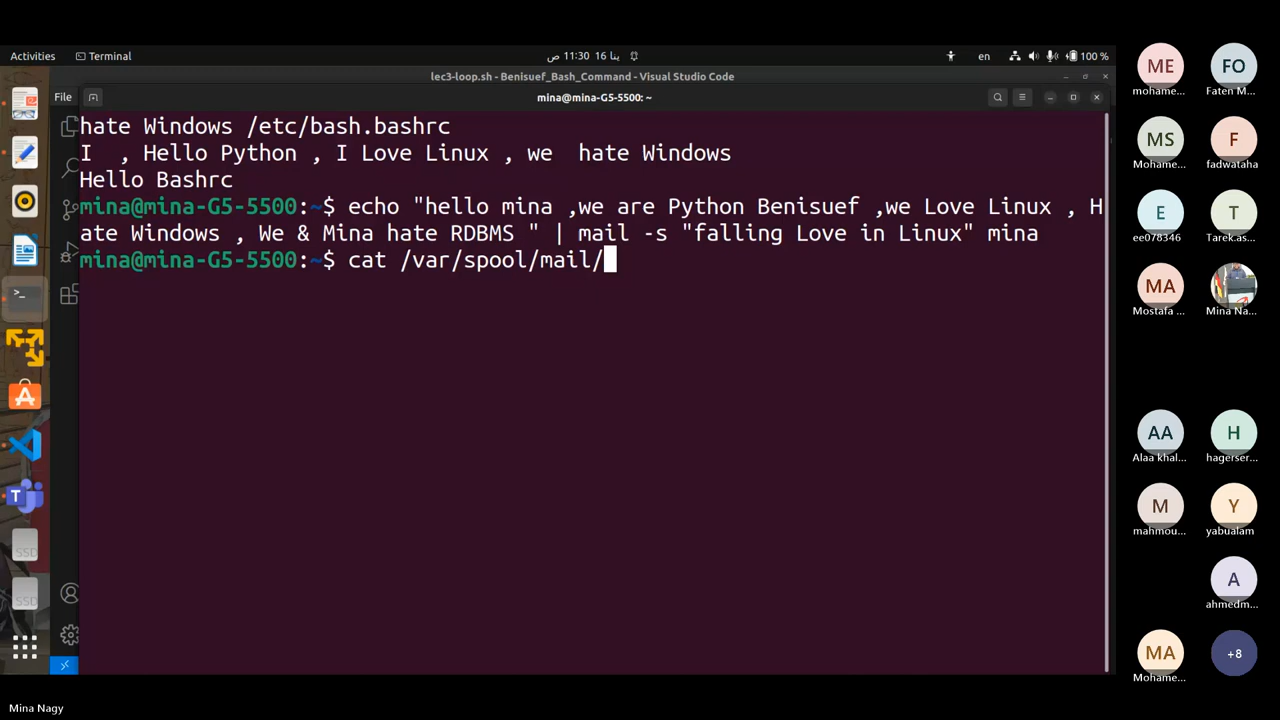 Activities
Terminal
11:30 ص 16 ينا
en
100 %
lec3-loop.sh - Benisuef_Bash_Command - Visual Studio Code
File
mina@mina-G5-5500: ~
hate Windows /etc/bash.bashrc
I , Hello Python , I Love Linux , we hate Windows
Hello Bashrc
mina@mina-G5-5500:~$ echo "hello mina ,we are Python Benisuef ,we Love Linux , H
ate Windows , We & Mina hate RDBMS " | mail -s "falling Love in Linux" mina
mina@mina-G5-5500:~$ cat /var/spool/mail/
SSD
SSD
ME
mohame...
FO
Faten M...
MS
Mohame...
F
fadwataha
E
ee078346
T
Tarek.as...
MA
Mostafa ...
Mina Na...
AA
Alaa khal...
H
hagerser...
M
mahmou...
Y
yabualam
A
ahmedm...
MA
Mohame...
+8
Mina Nagy